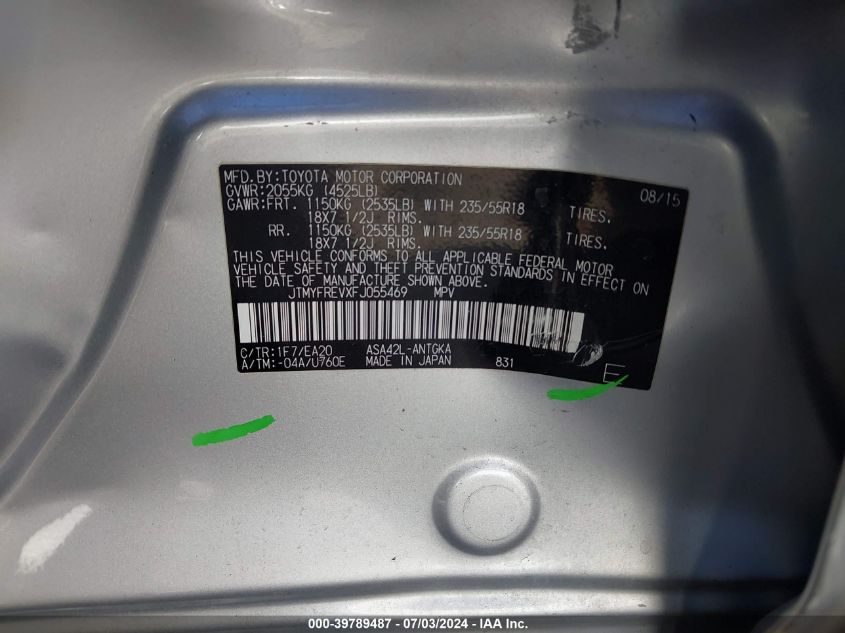 MFD.BY:TOYOTA MOTOR CORPORATION 08/15
GVWR:2055KG (4525LB)
GAWR:FRT. 1150KG (2535LB) WITH 235/55R18 TIRES.
18X7 1/2J RIMS.
RR. 1150KG (2535LB) WITH 235/55R18 TIRES.
18X7 1/2J RIMS.
THIS VEHICLE CONFORMS TO ALL APPLICABLE FEDERAL MOTOR
VEHICLE SAFETY AND THEFT PREVENTION STANDARDS IN EFFECT ON
THE DATE OF MANUFACTURE SHOWN ABOVE.
JTMYFREVXFJ055469 MPV
C/TR:1F7/EA20 ASA42L-ANTGKA
A/TM:-04A/U760E MADE IN JAPAN 831 E
000-39789487 - 07/03/2024 - IAA Inc.